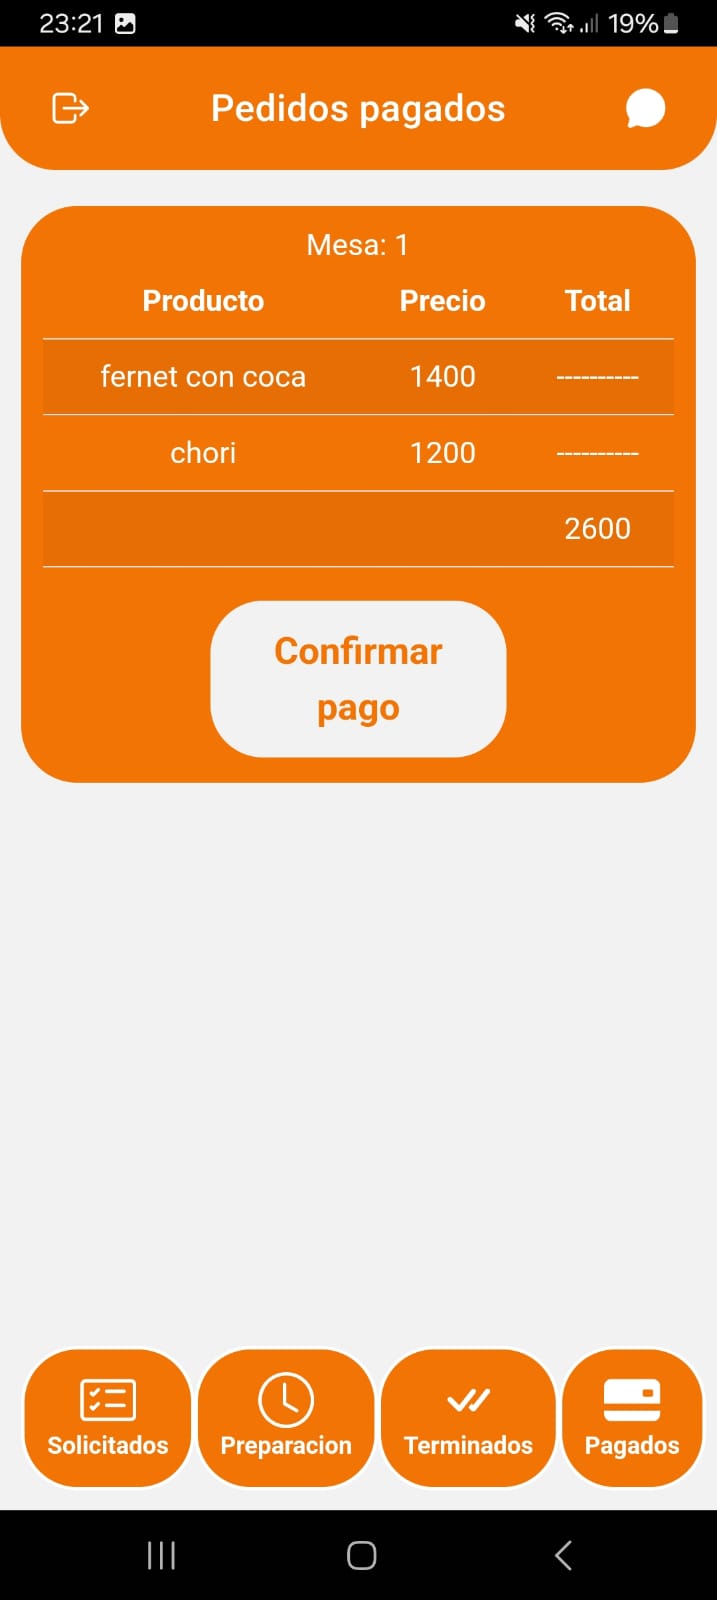 23:21 19%
Pedidos pagados
Mesa: 1
Producto Precio Total
fernet con coca 1400 ----------
chori 1200 ----------
2600
Confirmar
pago
Solicitados Preparacion Terminados Pagados